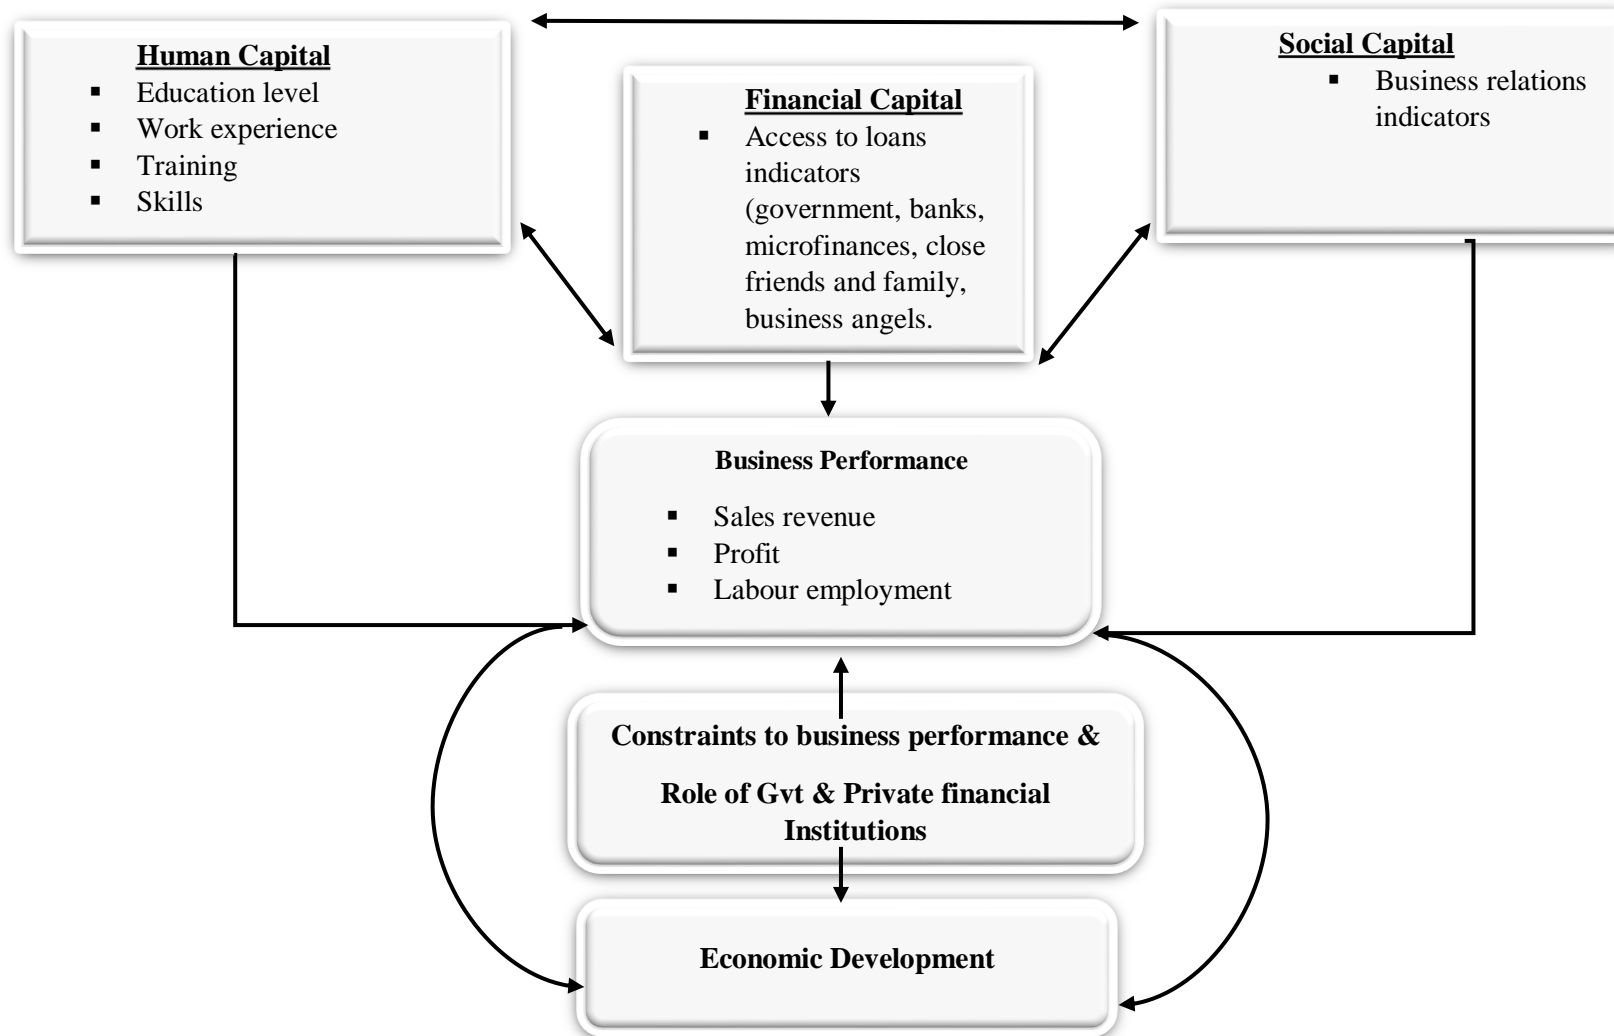 Human Capital
▪ Education level
▪ Work experience
▪ Training
▪ Skills
Financial Capital
▪ Access to loans
indicators
(government, banks,
microfinances, close
friends and family,
business angels.
Social Capital
▪ Business relations
indicators
Business Performance
▪ Sales revenue
▪ Profit
▪ Labour employment
Constraints to business performance &
Role of Gvt & Private financial
Institutions
Economic Development